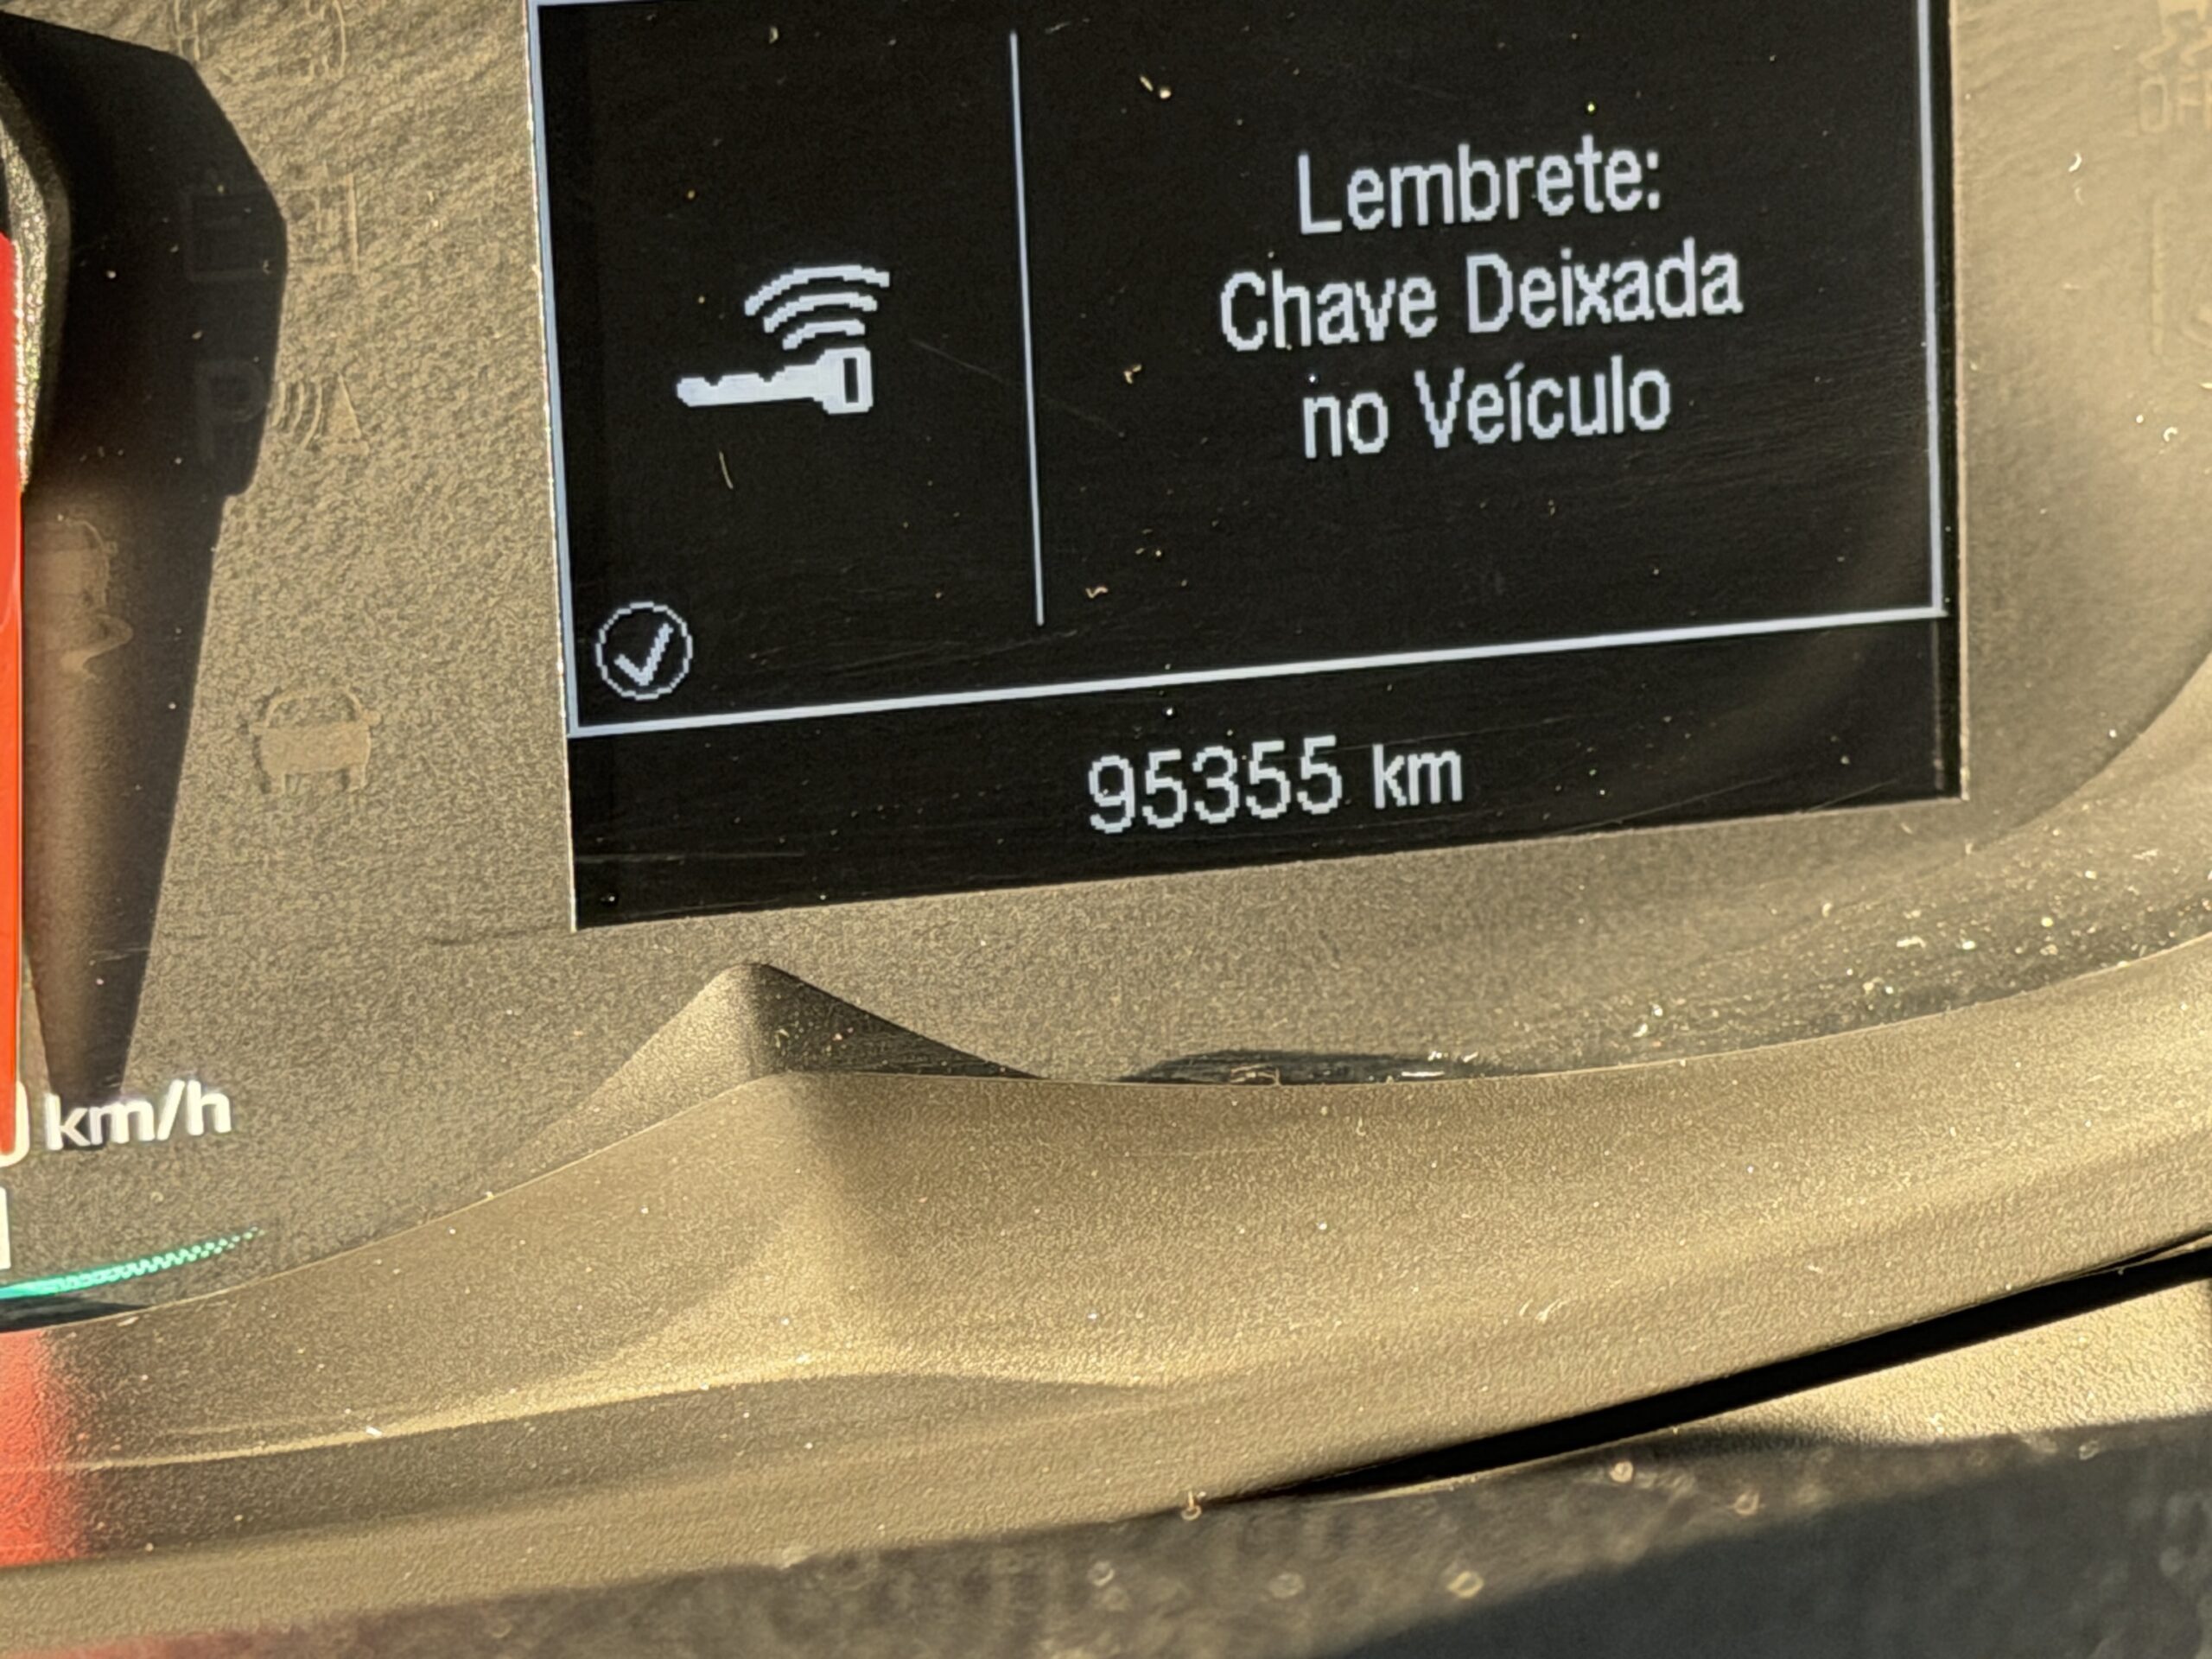 Lembrete:
Chave Deixada
no Veículo
95355 km
km/h